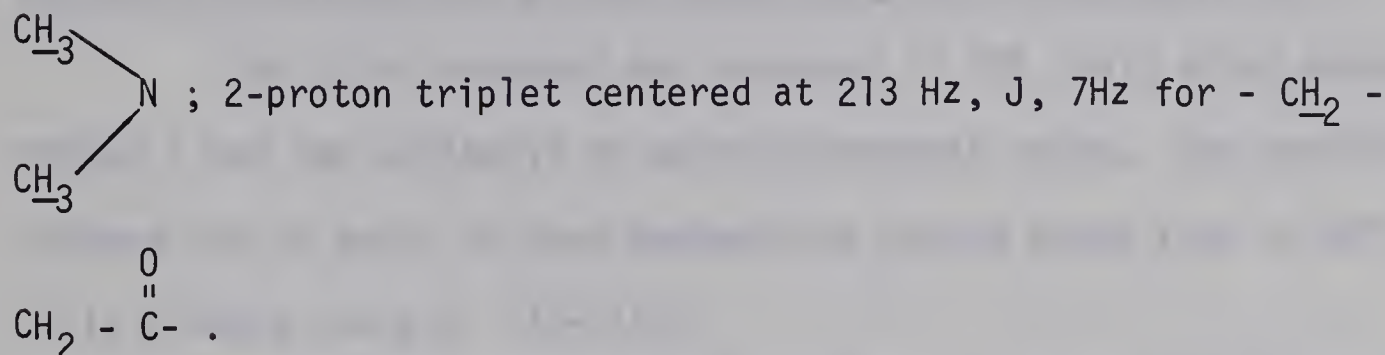 CH3
N ; 2-proton triplet centered at 213 Hz, J, 7Hz for - CH2 -
CH3
O
"
CH2 - C- .